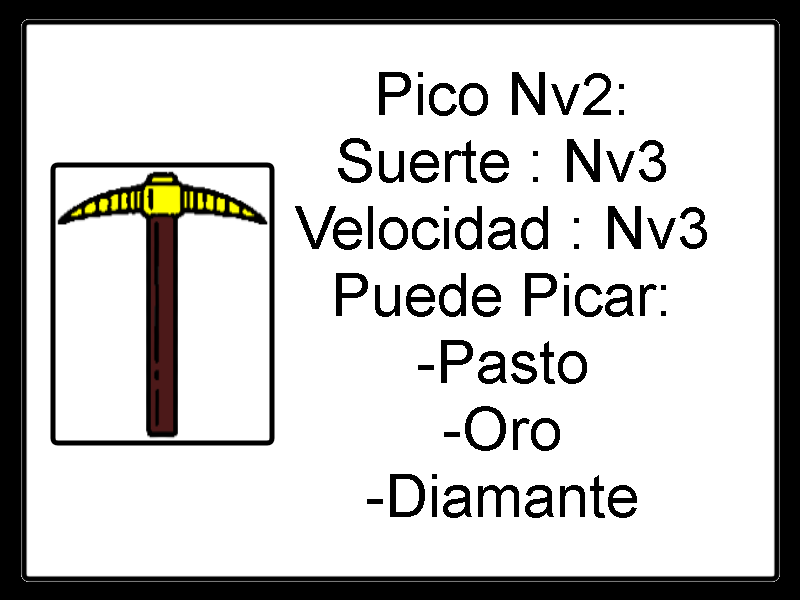 Pico Nv2:
Suerte : Nv3
Velocidad : Nv3
Puede Picar:
-Pasto
-Oro
-Diamante